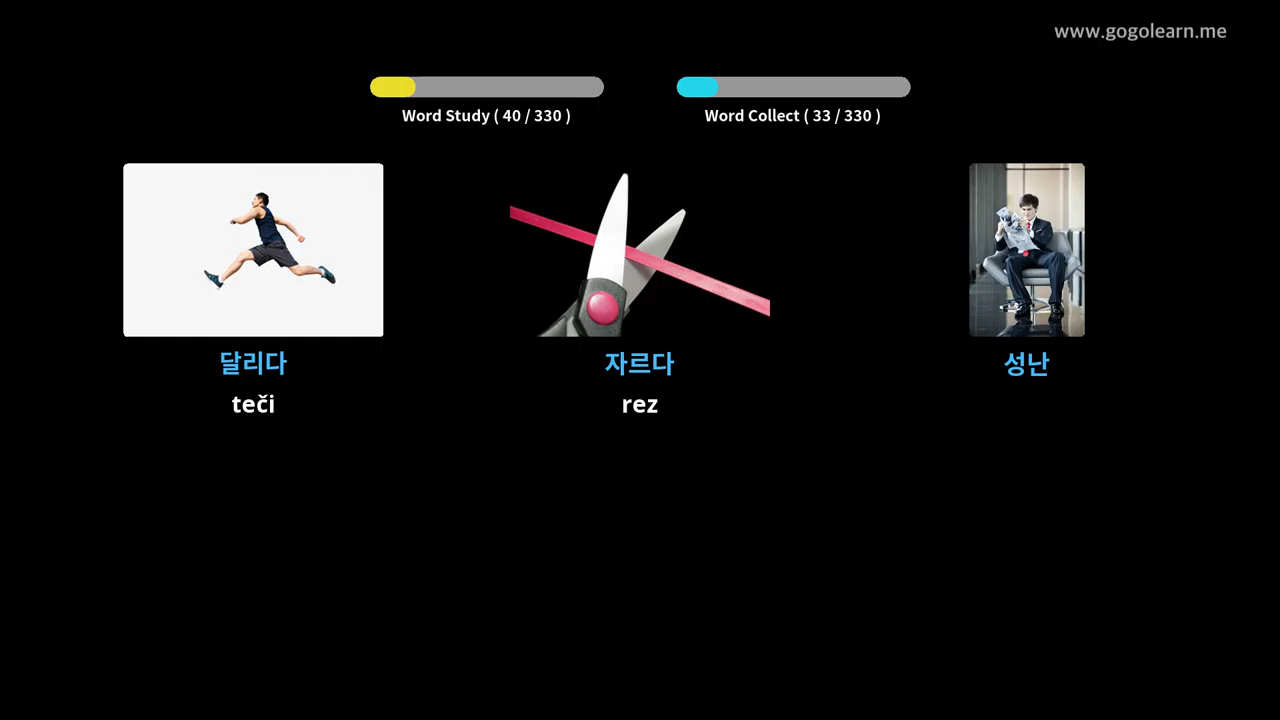 www.gogolearn.me
Word Study ( 40 / 330 )
Word Collect ( 33 / 330 )
달리다
자르다
성난
teči
rez